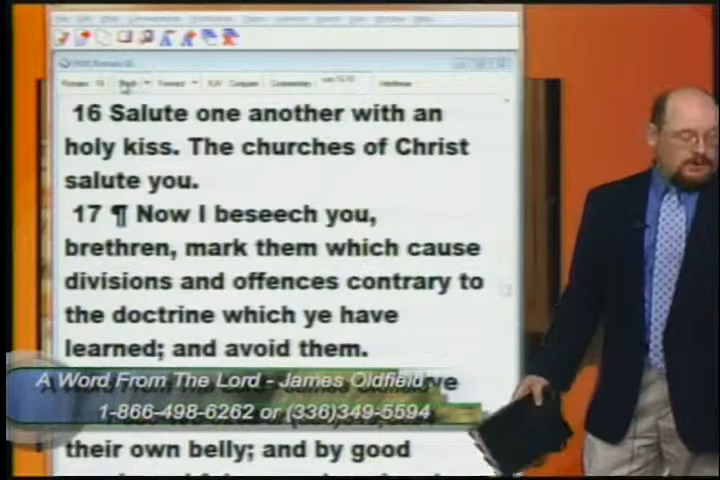 16 Salute one another with an
holy kiss. The churches of Christ
salute you.
17 ¶ Now I beseech you,
brethren, mark them which cause
divisions and offences contrary to
the doctrine which ye have
learned; and avoid them.
A Word From The Lord - James Oldfield
1-866-498-6262 or (336)349-5594
their own belly; and by good